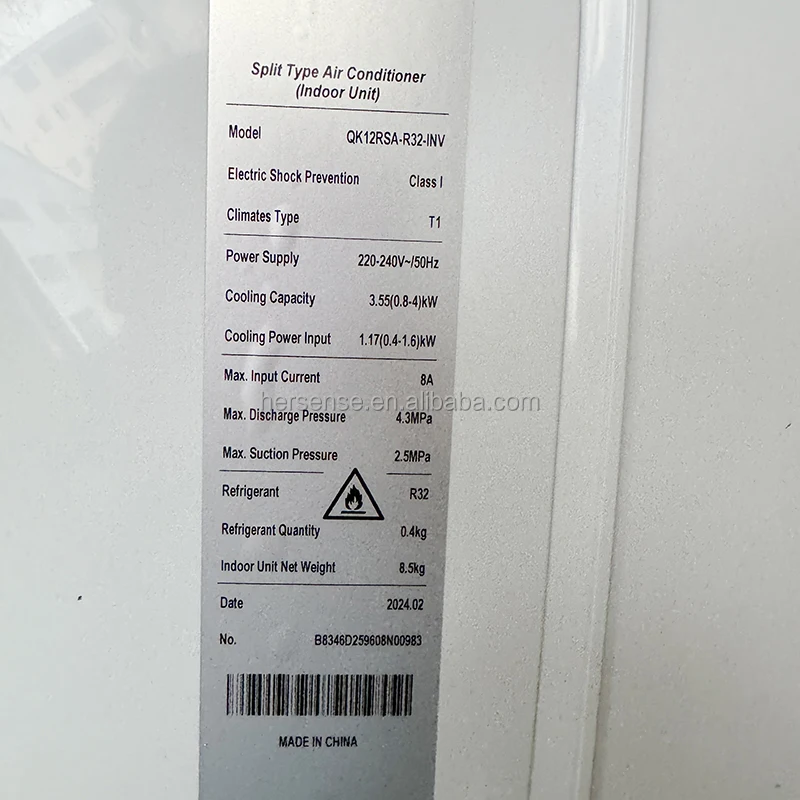 Split Type Air Conditioner
(Indoor Unit)
Model QK12RSA-R32-INV
Electric Shock Prevention Class I
Climates Type T1
Power Supply 220-240V~/50Hz
Cooling Capacity 3.55(0.8-4)kW
Cooling Power Input 1.17(0.4-1.6)kW
Max. Input Current 8A
hersense.en.alibaba.com
Max. Discharge Pressure 4.3MPa
Max. Suction Pressure 2.5MPa
Refrigerant R32
Refrigerant Quantity 0.4kg
Indoor Unit Net Weight 8.5kg
Date 2024.02
No. B8346D259608N00983
MADE IN CHINA